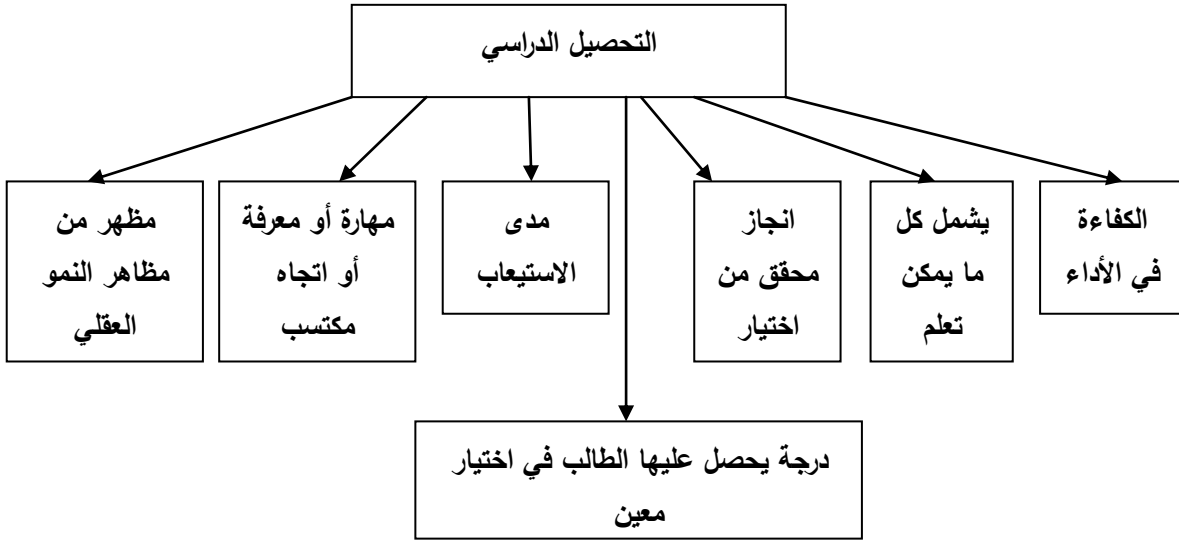 التحصيل الدراسي
الكفاءة
في الأداء
يشمل كل
ما يمكن
تعلم
انجاز
محقق من
اختيار
مدى
الاستيعاب
مهارة أو معرفة
أو اتجاه
مكتسب
مظهر من
مظاهر النمو
العقلي
درجة يحصل عليها الطالب في اختيار
معين